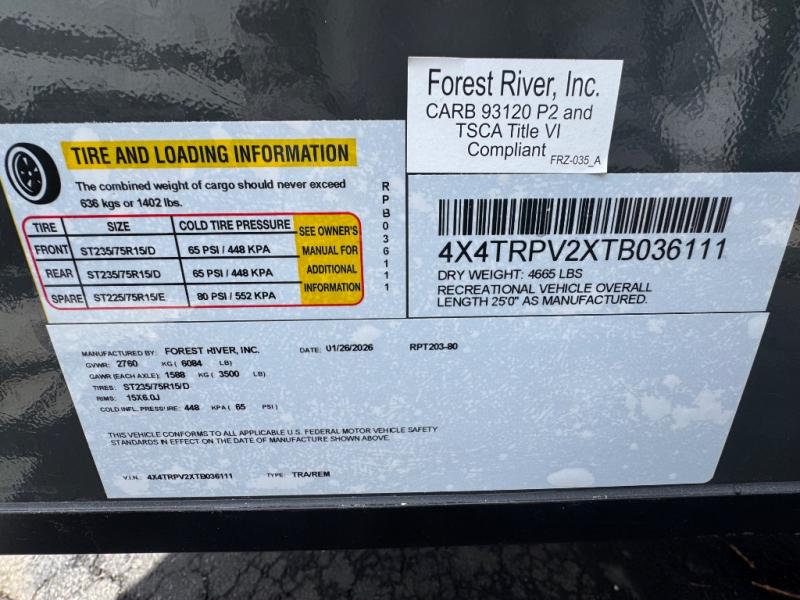 Forest River, Inc.
CARB 93120 P2 and
TSCA Title VI
Compliant
FRZ-035_A
TIRE AND LOADING INFORMATION
The combined weight of cargo should never exceed
636 kgs or 1402 lbs.
RPB036111
TIRE SIZE COLD TIRE PRESSURE
FRONT ST235/75R15/D 65 PSI / 448 KPA
REAR ST235/75R15/D 65 PSI / 448 KPA
SPARE ST225/75R15/E 80 PSI / 552 KPA
SEE OWNER'S
MANUAL FOR
ADDITIONAL
INFORMATION
4X4TRPV2XTB036111
DRY WEIGHT: 4665 LBS
RECREATIONAL VEHICLE OVERALL
LENGTH 25'0" AS MANUFACTURED.
MANUFACTURED BY: FOREST RIVER, INC. DATE: 01/26/2026 RPT203-80
GVWR: 2760 KG ( 6084 LB)
GAWR (EACH AXLE): 1588 KG ( 3500 LB)
TIRES: ST235/75R15/D
RIMS: 15X6.0J
COLD INFL. PRESSURE: 448 KPA ( 65 PSI )
THIS VEHICLE CONFORMS TO ALL APPLICABLE U.S. FEDERAL MOTOR VEHICLE SAFETY
STANDARDS IN EFFECT ON THE DATE OF MANUFACTURE SHOWN ABOVE.
V.I.N.: 4X4TRPV2XTB036111 TYPE: TRA/REM